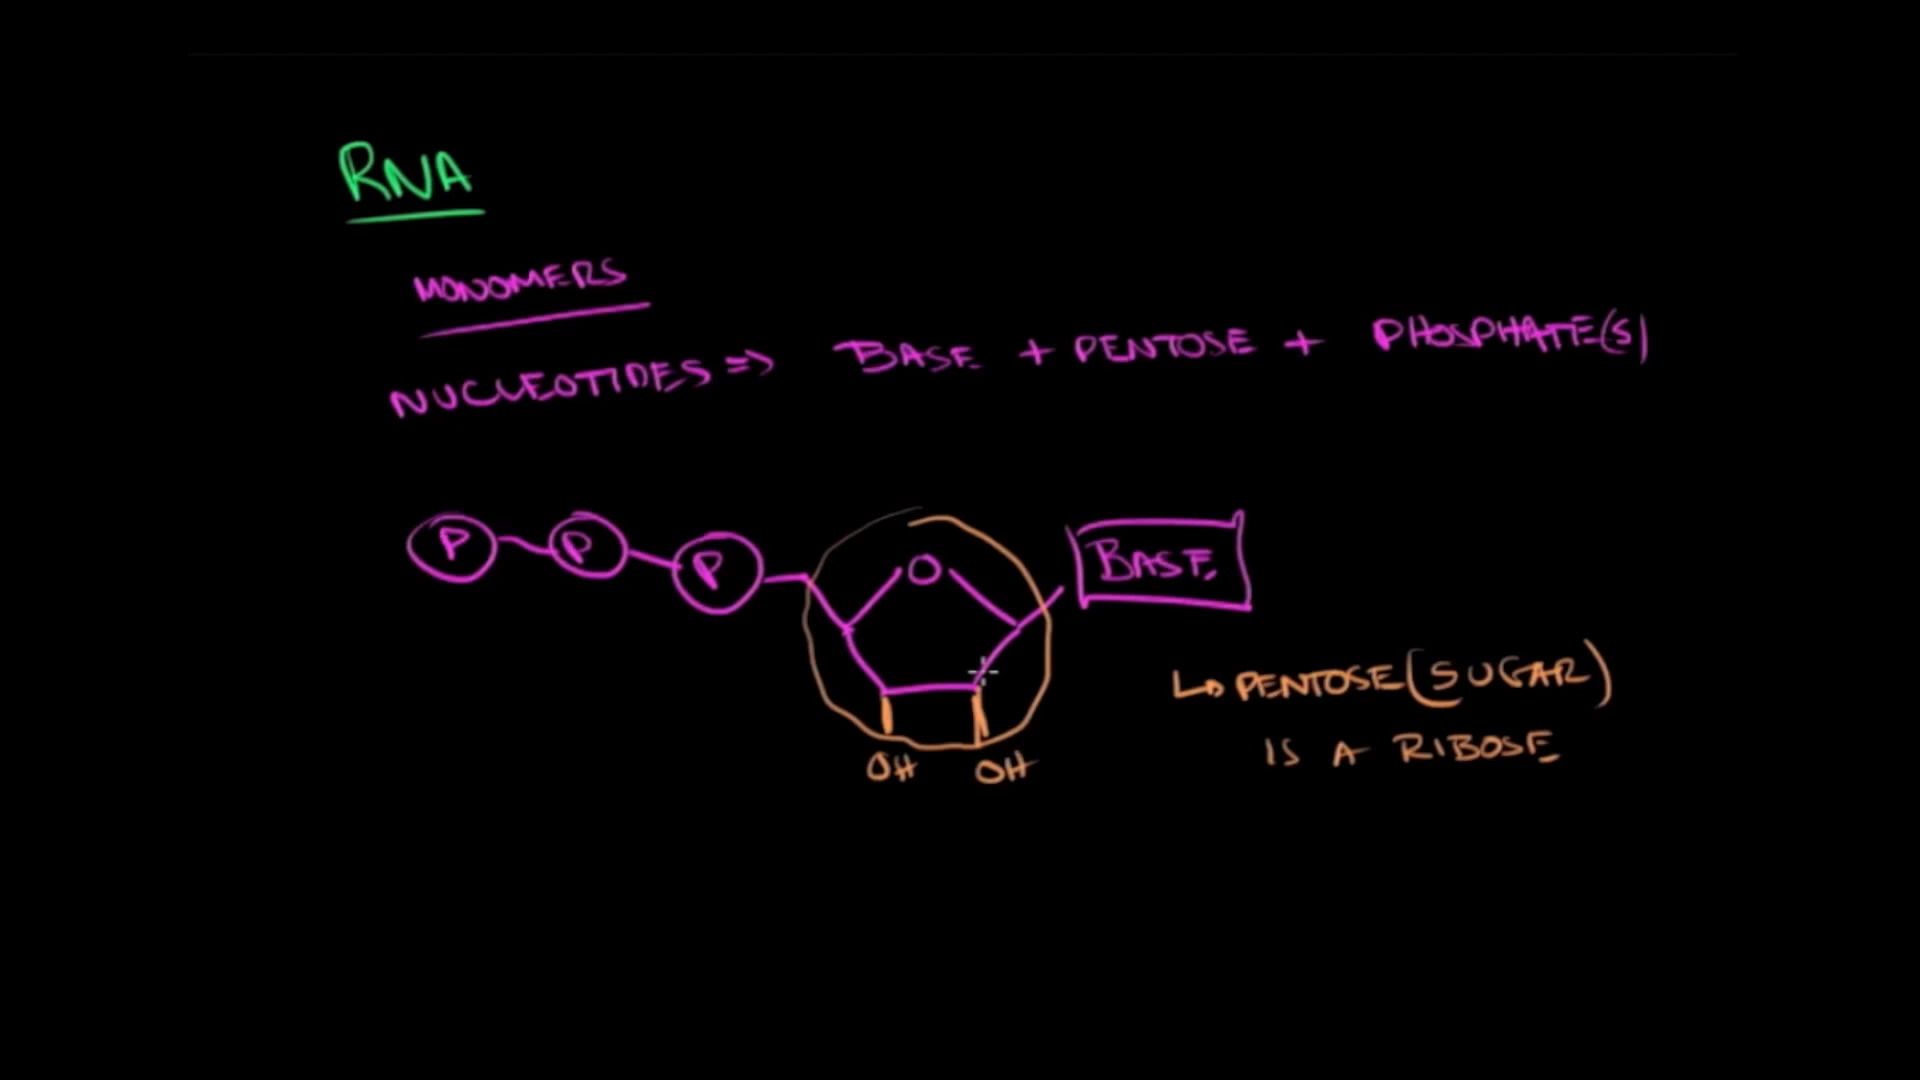 RNA
MONOMERS
NUCLEOTIDES => BASE + PENTOSE + PHOSPHATE(S)
P P P O BASE
↳ PENTOSE (SUGAR)
IS A RIBOSE
OH OH